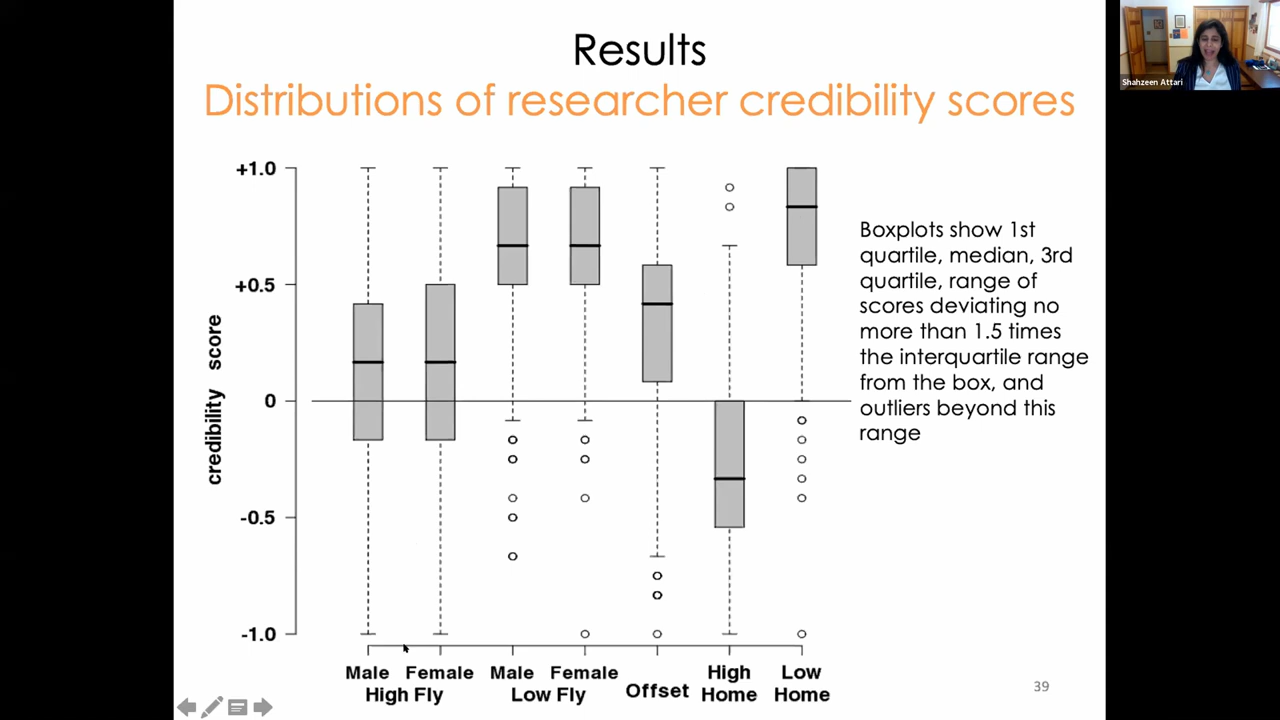 Results
Distributions of researcher credibility scores
Shahzeen Attari
+1.0
+0.5
0
-0.5
-1.0
credibility score
Male Female Male Female
High Fly Low Fly
Offset
High
Home
Low
Home
Boxplots show 1st
quartile, median, 3rd
quartile, range of
scores deviating no
more than 1.5 times
the interquartile range
from the box, and
outliers beyond this
range
39